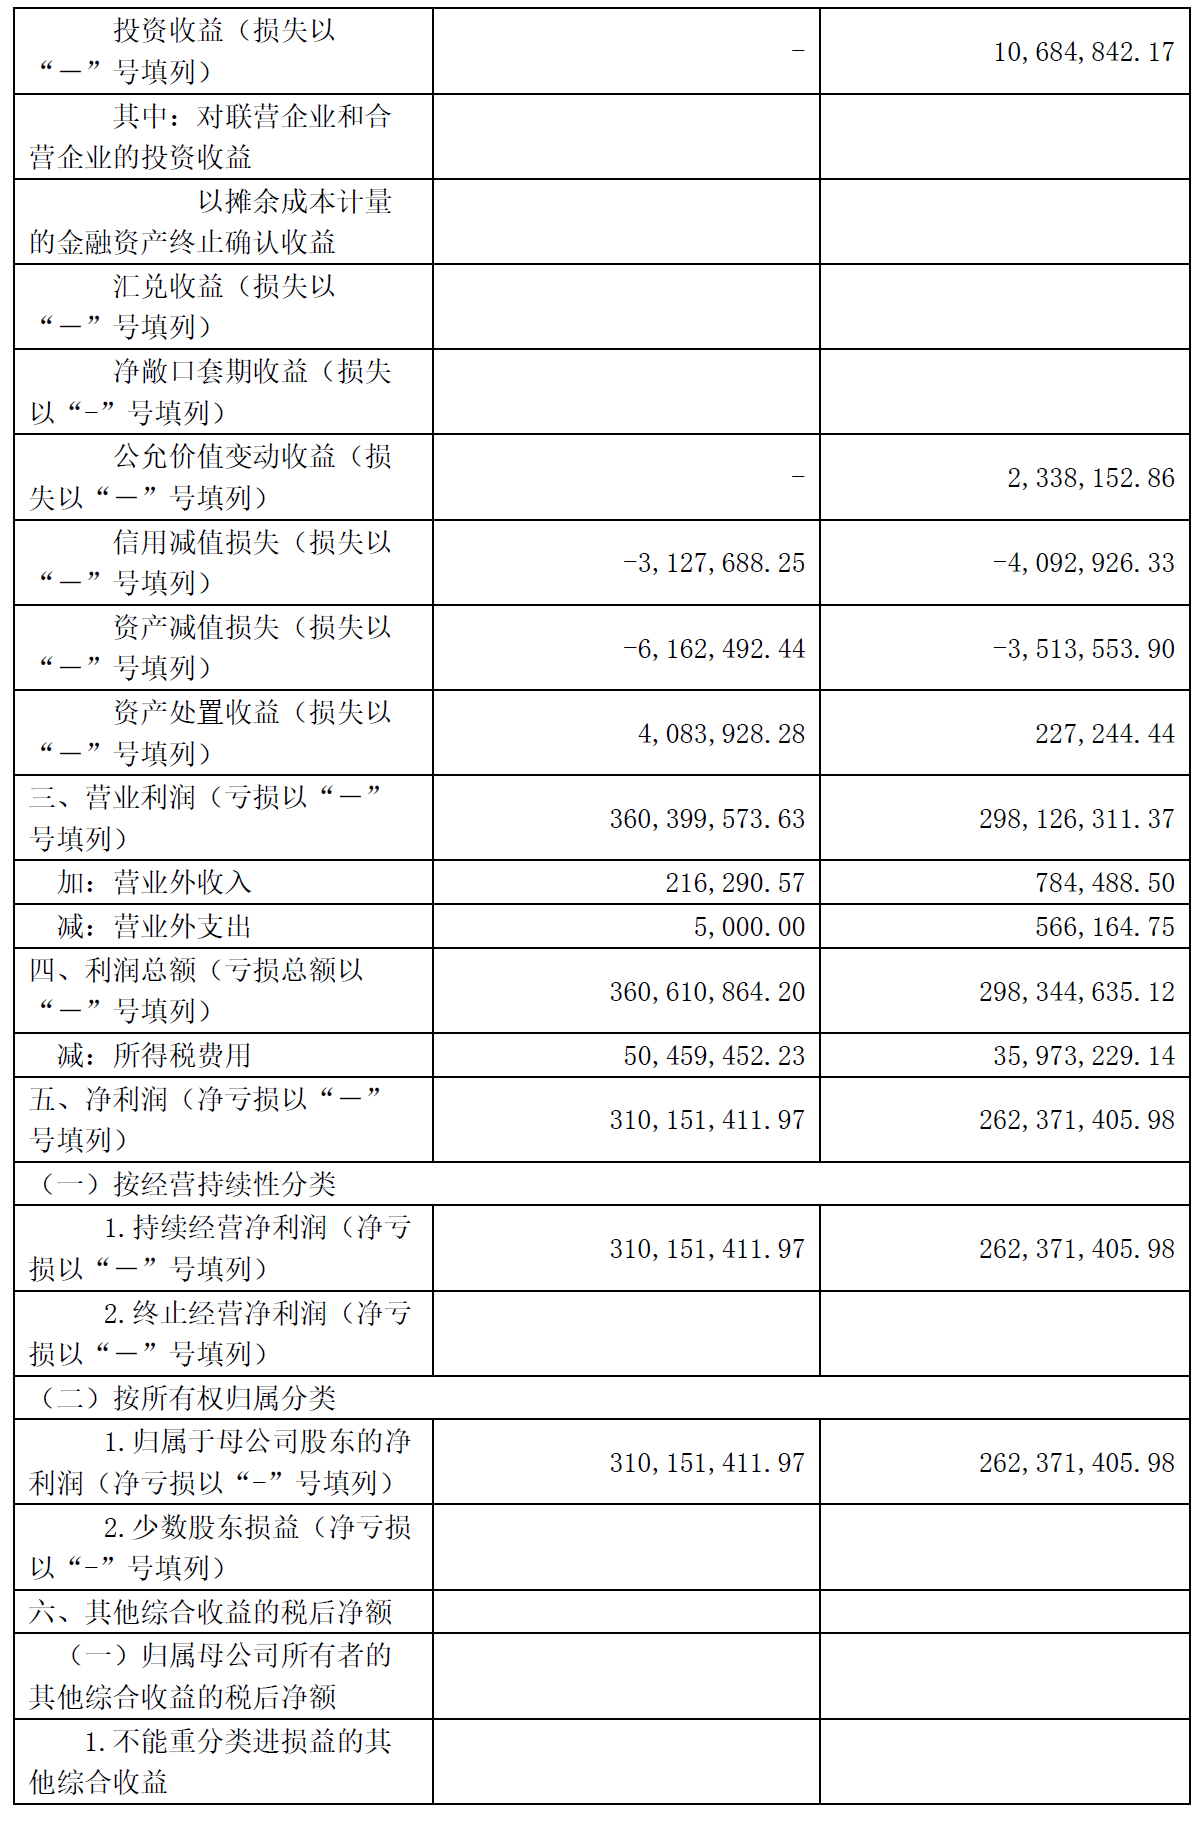 投资收益（损失以
“－”号填列）
-
10,684,842.17
其中：对联营企业和合
营企业的投资收益
以摊余成本计量
的金融资产终止确认收益
汇兑收益（损失以
“－”号填列）
净敞口套期收益（损失
以“-”号填列）
公允价值变动收益（损
失以“－”号填列）
-
2,338,152.86
信用减值损失（损失以
“－”号填列）
-3,127,688.25
-4,092,926.33
资产减值损失（损失以
“－”号填列）
-6,162,492.44
-3,513,553.90
资产处置收益（损失以
“－”号填列）
4,083,928.28
227,244.44
三、营业利润（亏损以“－”
号填列）
360,399,573.63
298,126,311.37
加：营业外收入
216,290.57
784,488.50
减：营业外支出
5,000.00
566,164.75
四、利润总额（亏损总额以
“－”号填列）
360,610,864.20
298,344,635.12
减：所得税费用
50,459,452.23
35,973,229.14
五、净利润（净亏损以“－”
号填列）
310,151,411.97
262,371,405.98
（一）按经营持续性分类
1.持续经营净利润（净亏
损以“－”号填列）
310,151,411.97
262,371,405.98
2.终止经营净利润（净亏
损以“－”号填列）
（二）按所有权归属分类
1.归属于母公司股东的净
利润（净亏损以“-”号填列）
310,151,411.97
262,371,405.98
2.少数股东损益（净亏损
以“-”号填列）
六、其他综合收益的税后净额
（一）归属母公司所有者的
其他综合收益的税后净额
1.不能重分类进损益的其
他综合收益